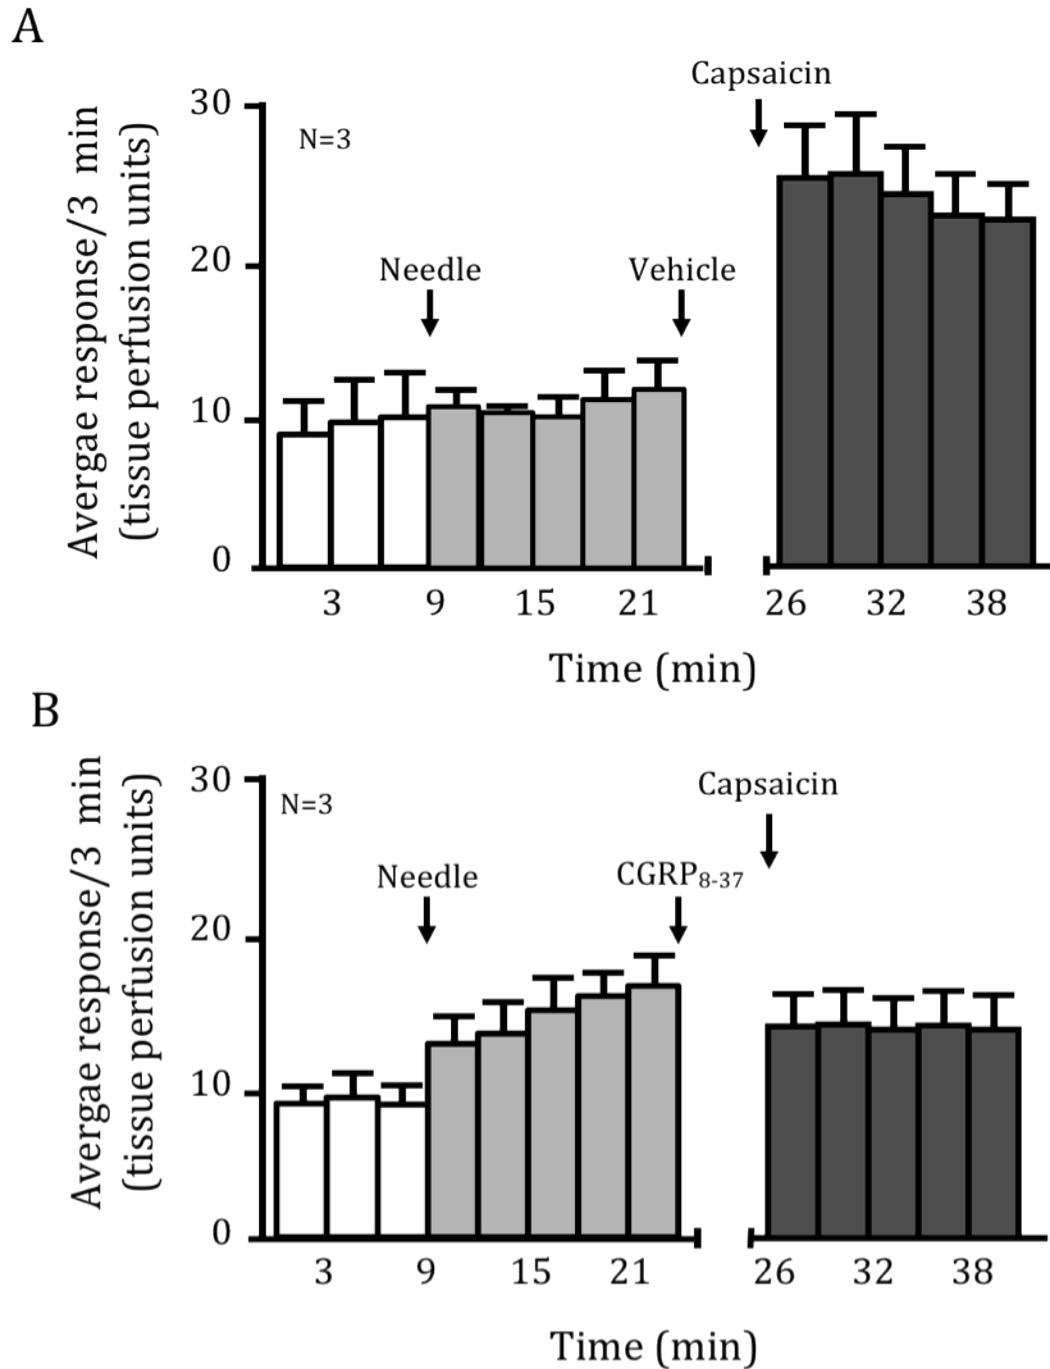 A
Capsaicin
30
N=3
Needle
Vehicle
20
10
0
Avergae response/3 min
(tissue perfusion units)
3 9 15 21 26 32 38
Time (min)
B
Capsaicin
30
N=3
Needle
CGRP8-37
20
10
0
Avergae response/3 min
(tissue perfusion units)
3 9 15 21 26 32 38
Time (min)